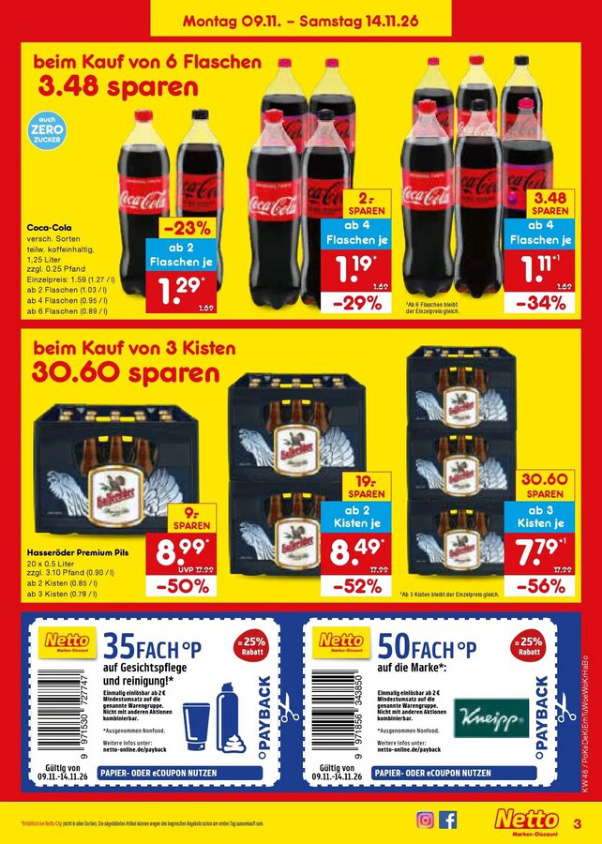 Montag 09.11. – Samstag 14.11.26
beim Kauf von 6 Flaschen
3.48 sparen
auch
ZERO
ZUCKER
Coca-Cola
versch. Sorten
teilw. koffeinhaltig,
1,25 Liter
zzgl. 0.25 Pfand
Einzelpreis: 1.59 (1.27 / l)
ab 2 Flaschen (1.03 / l)
ab 4 Flaschen (0.95 / l)
ab 6 Flaschen (0.89 / l)
-23%
ab 2
Flaschen je
1.29*
1.69
2.-
SPAREN
ab 4
Flaschen je
1.19*
1.69
-29%
*Ab 6 Flaschen bleibt
der Einzelpreis gleich.
3.48
SPAREN
ab 4
Flaschen je
1.11*1
1.69
-34%
beim Kauf von 3 Kisten
30.60 sparen
Hasseröder
Hasseröder Premium Pils
20 x 0.5 Liter
zzgl. 3.10 Pfand (0.90 / l)
ab 2 Kisten (0.85 / l)
ab 3 Kisten (0.78 / l)
9.-
SPAREN
8.99*
UVP 17.99
-50%
19.-
SPAREN
ab 2
Kisten je
8.49*
17.99
-52%
*Ab 3 Kisten bleibt der Einzelpreis gleich.
30.60
SPAREN
ab 3
Kisten je
7.79*1
17.99
-56%
Netto
Marken-Discount
35FACH °P
auf Gesichtspflege
und reinigung!*
Einmalig einlösbar ab 2 €
Mindestumsatz auf die
genannte Warengruppe.
Nicht mit anderen Aktionen
kombinierbar.
*Ausgenommen Nonfood.
Weitere Infos unter:
netto-online.de/payback
= 25%
Rabatt
°PAYBACK
9 971530 727747
Gültig von
09.11.-14.11.26
PAPIER- ODER eCOUPON NUTZEN
Netto
Marken-Discount
50FACH °P
auf die Marke*:
Einmalig einlösbar ab 2 €
Mindestumsatz auf die
genannte Warengruppe.
Nicht mit anderen Aktionen
kombinierbar.
*Ausgenommen Nonfood.
Weitere Infos unter:
netto-online.de/payback
Kneipp®
= 25%
Rabatt
°PAYBACK
9 971856 343850
Gültig von
09.11.-14.11.26
PAPIER- ODER eCOUPON NUTZEN
Netto
Marken-Discount
3